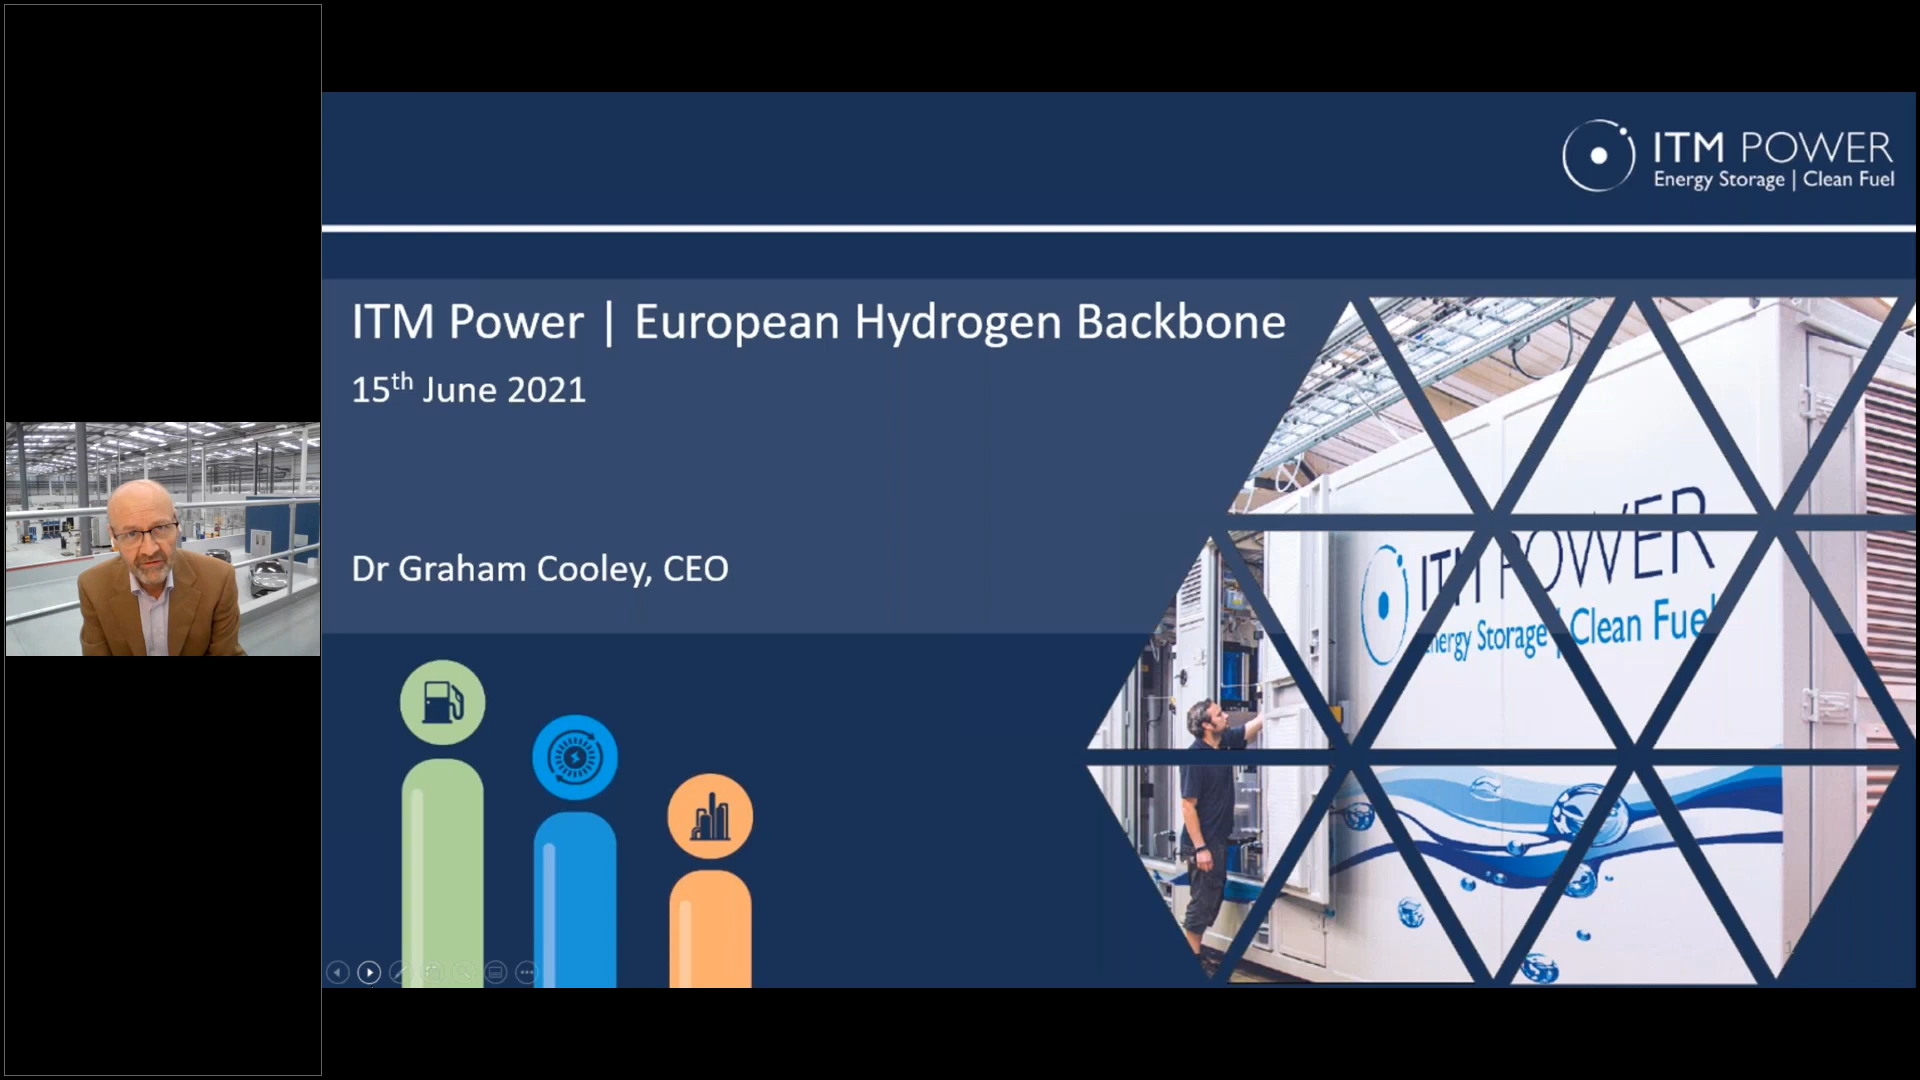 ITM POWER
Energy Storage | Clean Fuel
ITM Power | European Hydrogen Backbone
15th June 2021
Dr Graham Cooley, CEO
ITM POWER
Energy Storage | Clean Fuel